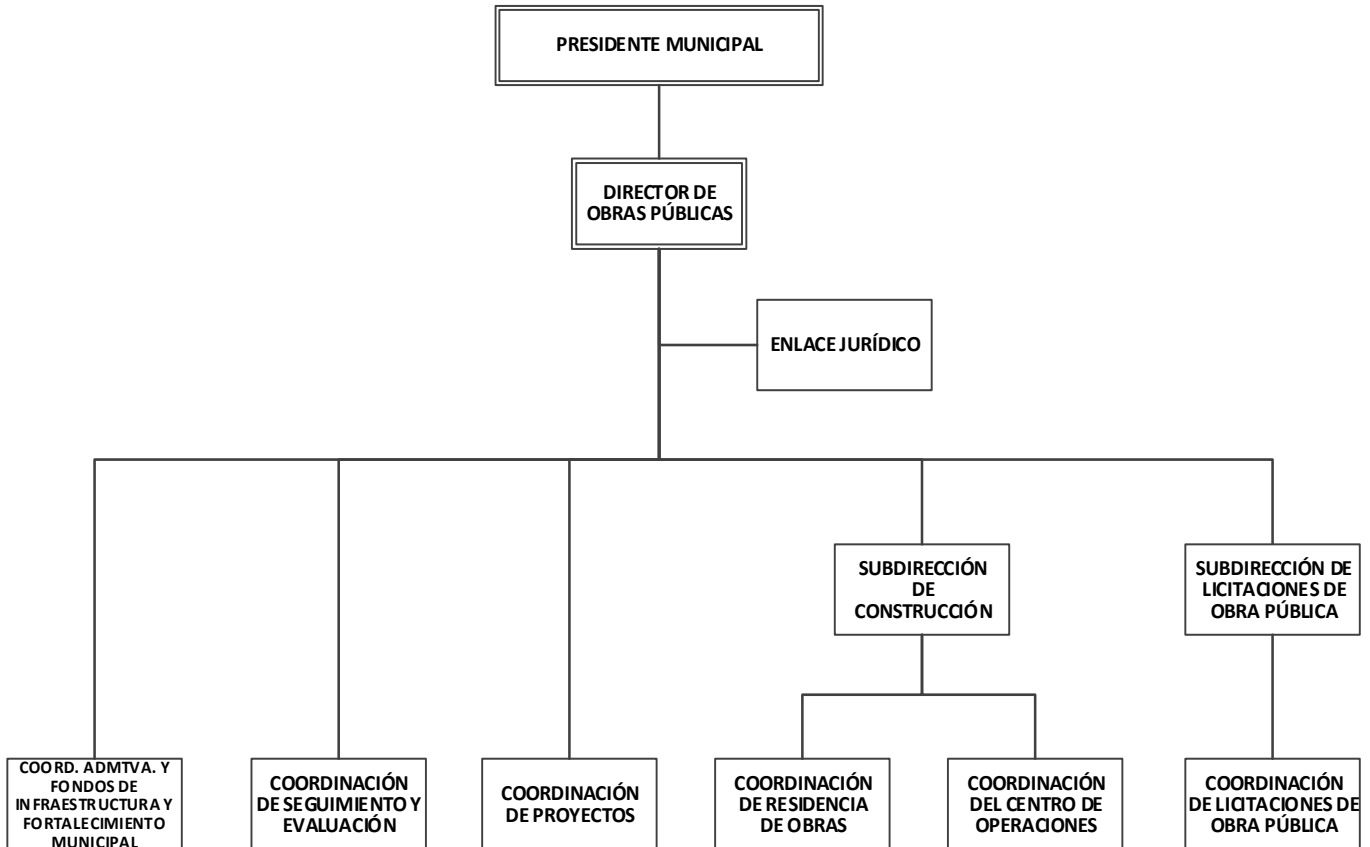 PRESIDENTE MUNICIPAL
DIRECTOR DE
OBRAS PÚBLICAS
ENLACE JURÍDICO
SUBDIRECCIÓN
DE
CONSTRUCCIÓN
SUBDIRECCIÓN DE
LICITACIONES DE
OBRA PÚBLICA
COORD. ADMTVA. Y
FONDOS DE
INFRAESTRUCTURA Y
FORTALECIMIENTO
MUNICIPAL
COORDINACIÓN
DE SEGUIMIENTO Y
EVALUACIÓN
COORDINACIÓN
DE PROYECTOS
COORDINACIÓN
DE RESIDENCIA
DE OBRAS
COORDINACIÓN
DEL CENTRO DE
OPERACIONES
COORDINACIÓN
DE LICITACIONES DE
OBRA PÚBLICA